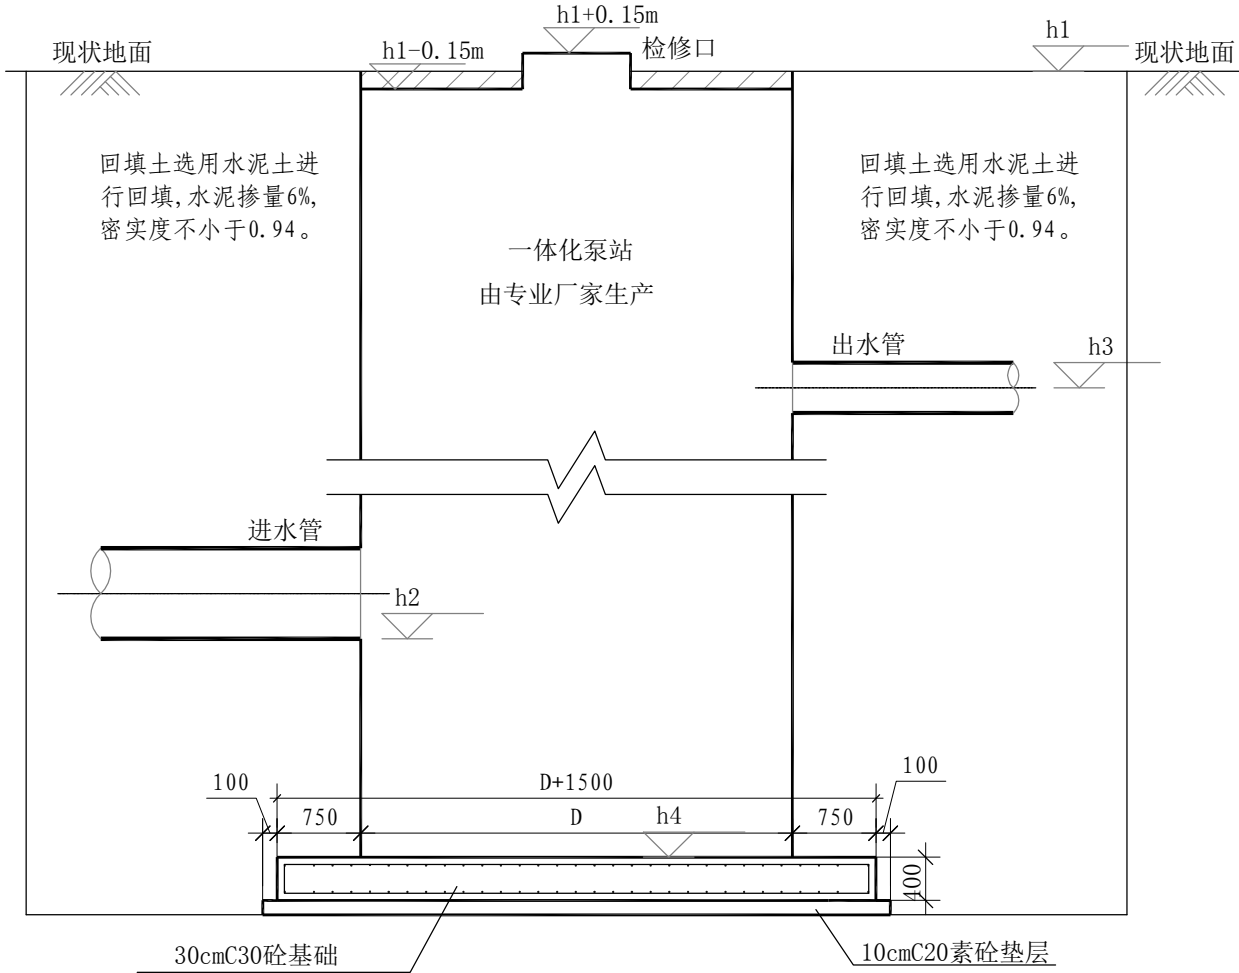 h1+0.15m
h1
现状地面
h1-0.15m
检修口
现状地面
回填土选用水泥土进
行回填,水泥掺量6%,
密实度不小于0.94。
回填土选用水泥土进
行回填,水泥掺量6%,
密实度不小于0.94。
一体化泵站
由专业厂家生产
出水管
h3
进水管
h2
100
D+1500
100
750
D
h4
750
400
30cmC30砼基础
10cmC20素砼垫层